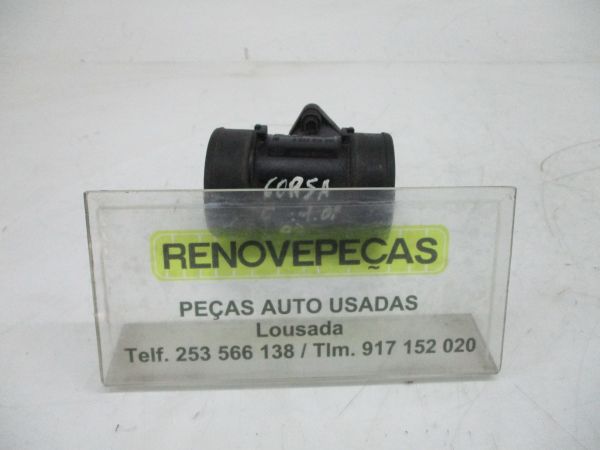 CORSA
RENOVEPEÇAS
PEÇAS AUTO USADAS
Lousada
Telf. 253 566 138 / Tlm. 917 152 020